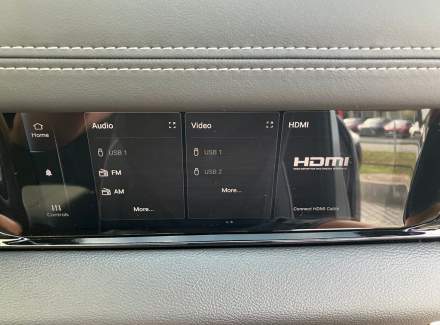 Home
Controls
Audio
USB 1
FM
AM
More...
Video
USB 1
USB 2
More...
HDMI
HDMI
Connect HDMI Cable